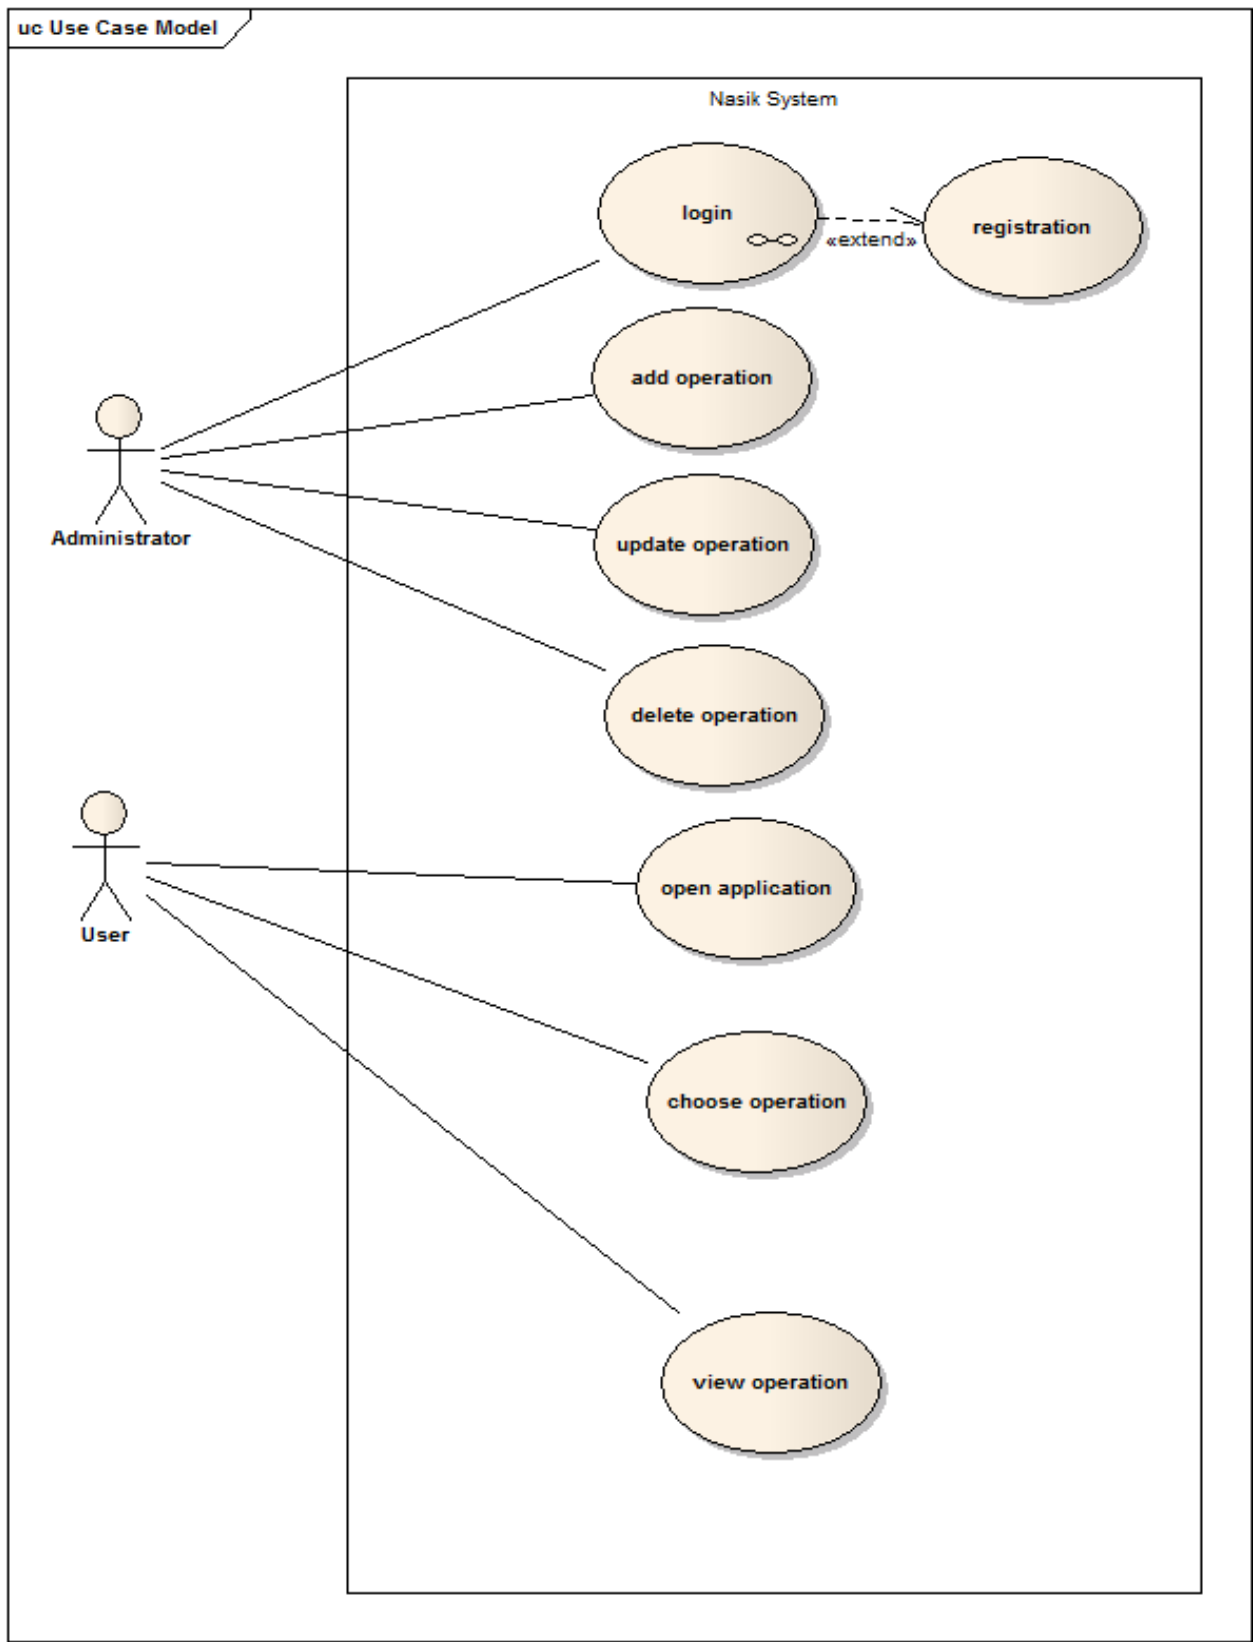 uc Use Case Model
Nasik System
login
«extend»
registration
add operation
update operation
Administrator
delete operation
open application
User
choose operation
view operation